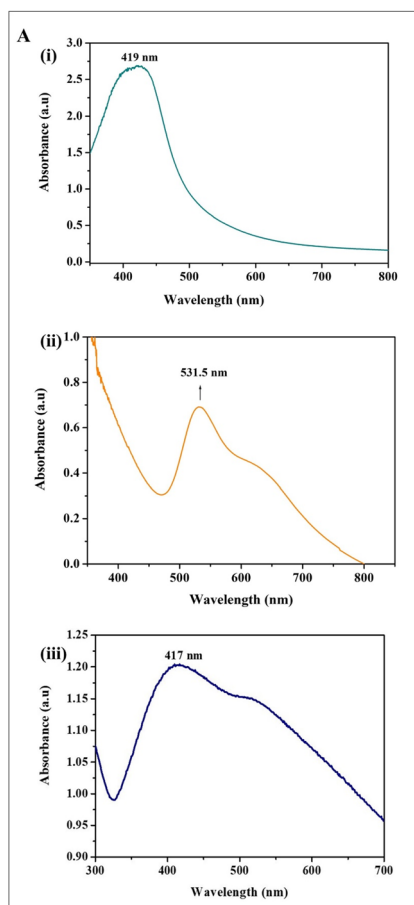 A
(i)
419 nm
3.0
2.5
2.0
1.5
1.0
0.5
0.0
Absorbance (a.u)
400 500 600 700 800
Wavelength (nm)
(ii)
531.5 nm
1.0
0.8
0.6
0.4
0.2
0.0
Absorbance (a.u)
400 500 600 700 800
Wavelength (nm)
(iii)
417 nm
1.25
1.20
1.15
1.10
1.05
1.00
0.95
0.90
Absorbance (a.u)
300 400 500 600 700
Wavelength (nm)